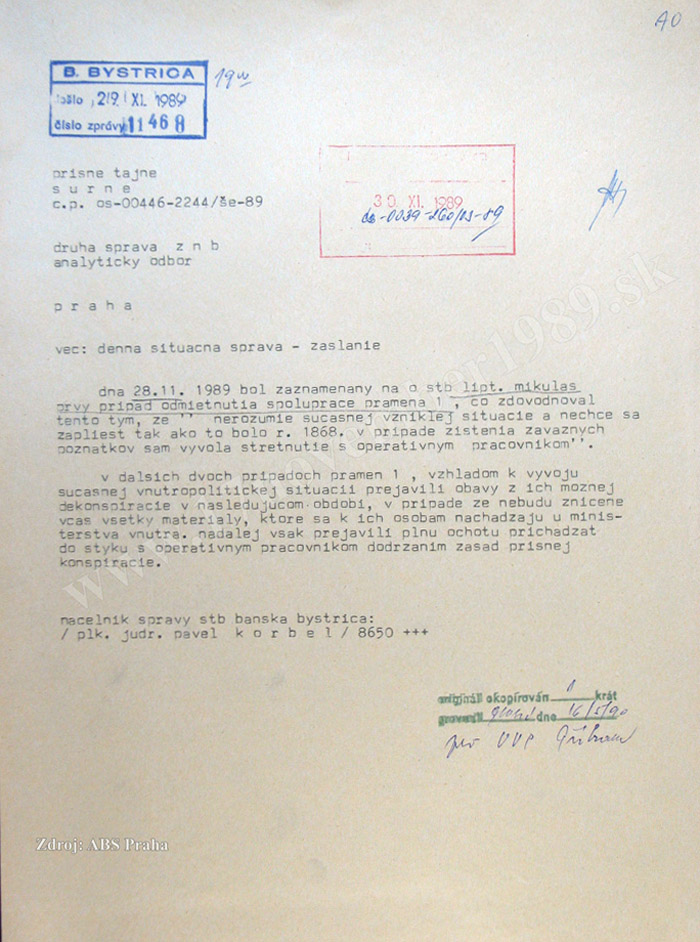 AO
B. BYSTRICA
19
došlo 29. XI. 1989
číslo zprávy 11468
30. XI. 1989
prisne tajne
s u r n e
c.p. os-00446-2244/še-89
druha sprava z n b
analyticky odbor
p r a h a
vec: denna situacna sprava - zaslanie
dna 28.11. 1989 bol zaznamenany na o stb lipt. mikulas
prvy pripad odmietnutia spoluprace pramena 1 , co zdovodnoval
tento tym, ze '' nerozumie sucasnej vzniklej situacie a nechce sa
zapliest tak ako to bolo r. 1868. v pripade zistenia zavaznych
poznatkov sam vyvola stretnutie s operativnym pracovnikom''.
v dalsich dvoch pripadoch pramen 1 , vzhladom k vyvoju
sucasnej vnutropolitickej situacii prejavili obavy z ich moznej
dekonspiracie v nasledujucom obdobi, v pripade ze nebudu znicene
vcas vsetky materialy, ktore sa k ich osobam nachadzaju u minis-
terstva vnutra. nadalej vsak prejavili plnu ochotu prichadzat
do styku s operativnym pracovnikom dodrzanim zasad prisnej
konspiracie.
nacelnik spravy stb banska bystrica:
/ plk. judr. pavel k o r b e l / 8650 +++
originál okopírován 1 krát
provedl dne 16/5/90
pro VVP
Zdroj: ABS Praha